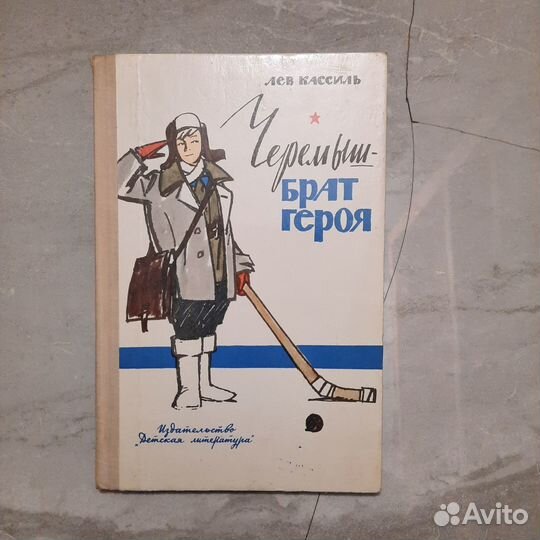 ЛЕВ КАССИЛЬ
Черемыш-
БРАТ
ГЕРОЯ
Издательство
„Детская литература"
Avito